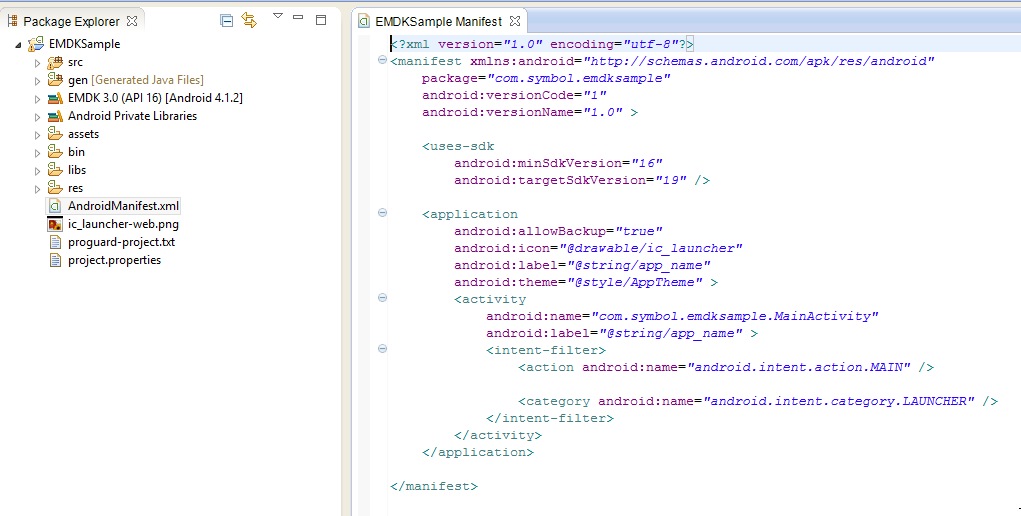 Package Explorer
EMDKSample
src
gen [Generated Java Files]
EMDK 3.0 (API 16) [Android 4.1.2]
Android Private Libraries
assets
bin
libs
res
AndroidManifest.xml
ic_launcher-web.png
proguard-project.txt
project.properties
EMDKSample Manifest
<?xml version="1.0" encoding="utf-8"?>
<manifest xmlns:android="http://schemas.android.com/apk/res/android"
    package="com.symbol.emdksample"
    android:versionCode="1"
    android:versionName="1.0" >

    <uses-sdk
        android:minSdkVersion="16"
        android:targetSdkVersion="19" />

    <application
        android:allowBackup="true"
        android:icon="@drawable/ic_launcher"
        android:label="@string/app_name"
        android:theme="@style/AppTheme" >
        <activity
            android:name="com.symbol.emdksample.MainActivity"
            android:label="@string/app_name" >
            <intent-filter>
                <action android:name="android.intent.action.MAIN" />

                <category android:name="android.intent.category.LAUNCHER" />
            </intent-filter>
        </activity>
    </application>

</manifest>